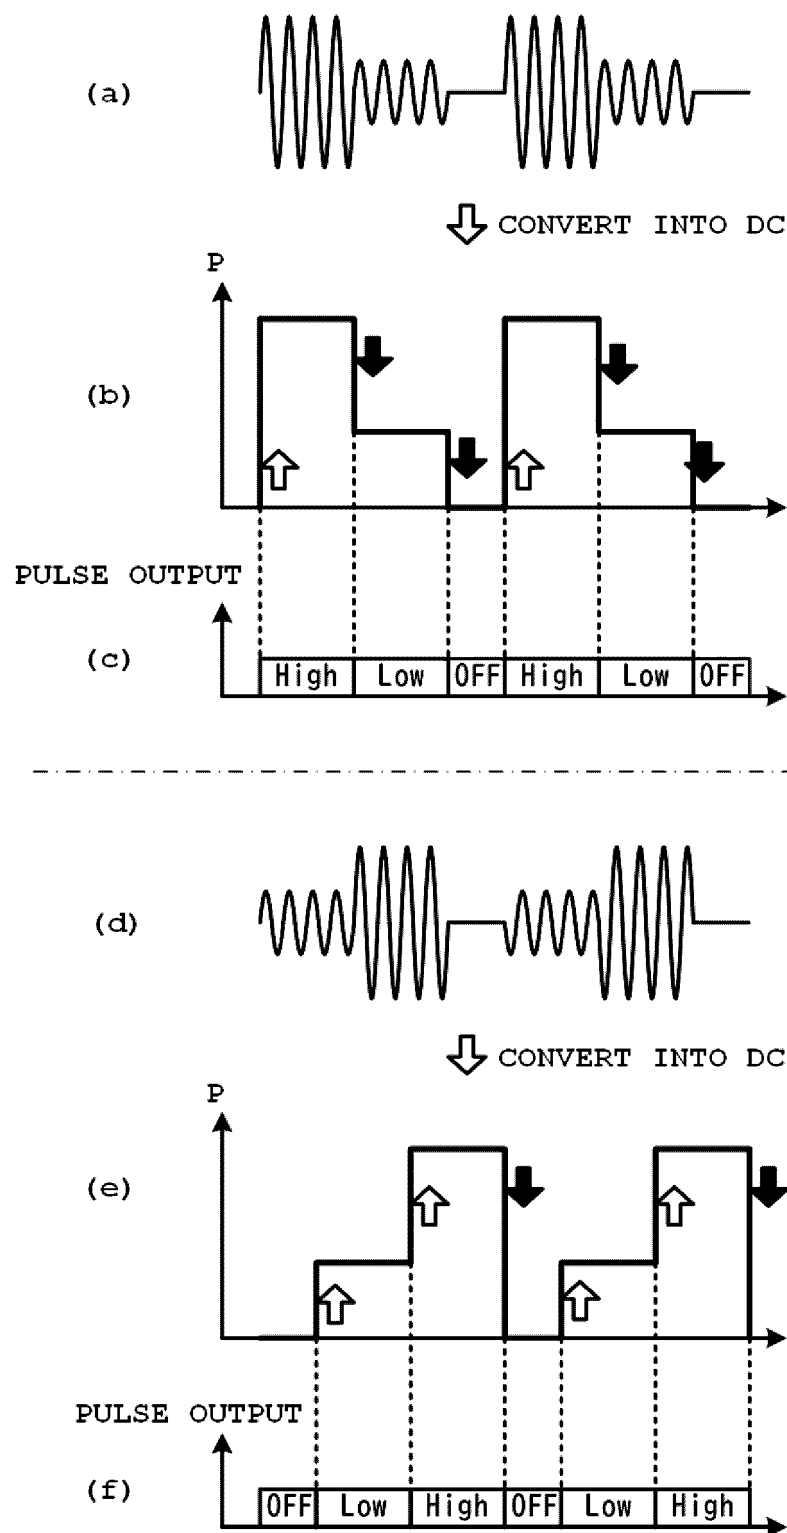 (a)
CONVERT INTO DC
P
(b)
PULSE OUTPUT
(c)
High Low OFF High Low OFF
(d)
CONVERT INTO DC
P
(e)
PULSE OUTPUT
(f)
OFF Low High OFF Low High